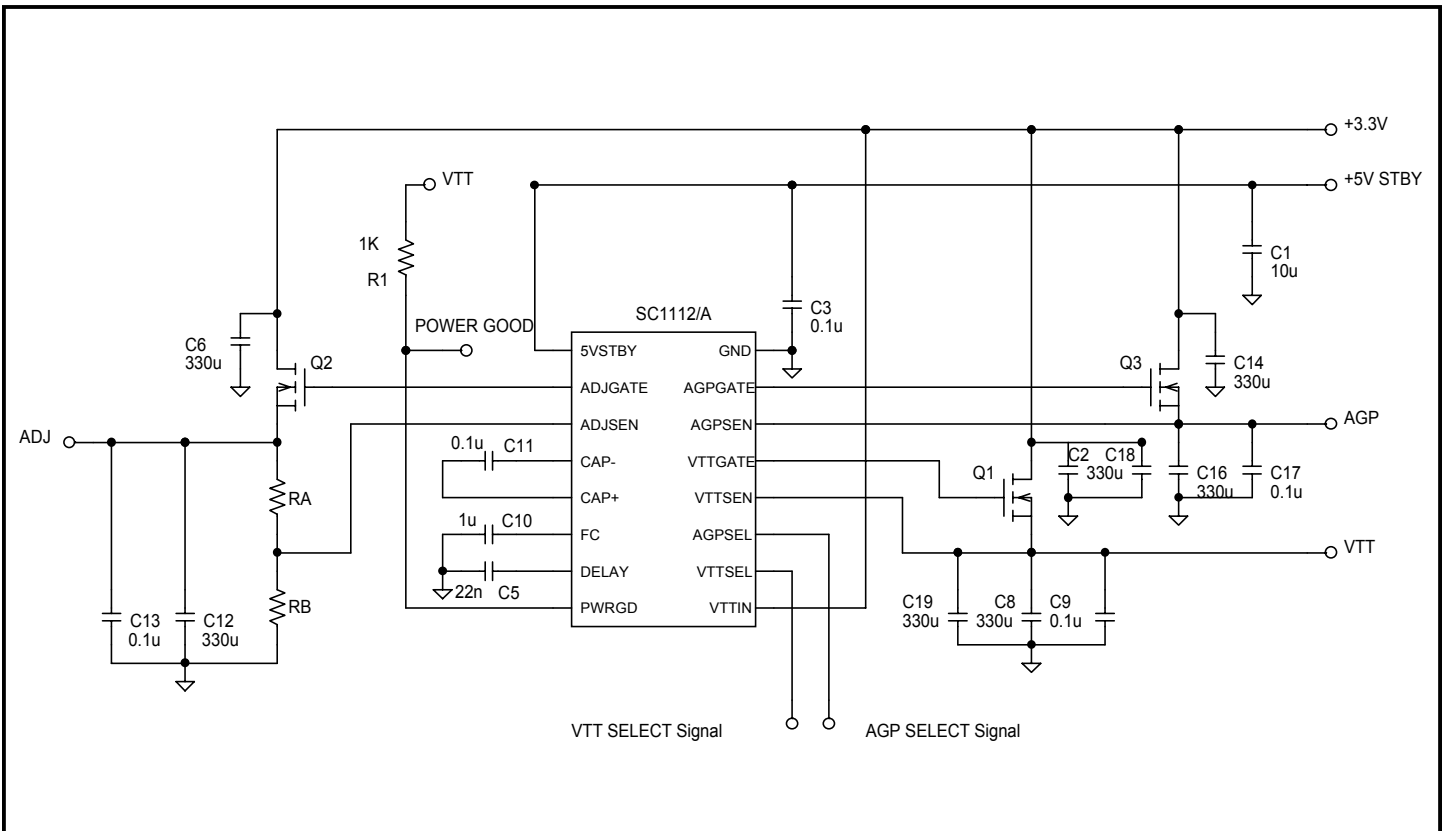 +3.3V
VTT
+5V STBY
1K
R1
C1
10u
SC1112/A
C3
0.1u
POWER GOOD
C6
330u
Q2
5VSTBY
GND
Q3
C14
330u
ADJGATE
AGPGATE
ADJ
ADJSEN
AGPSEN
AGP
0.1u
C11
CAP-
VTTGATE
C2
330u
C18
Q1
C16
330u
C17
0.1u
RA
CAP+
VTTSEN
1u
C10
FC
AGPSEL
VTT
DELAY
VTTSEL
22n
C5
RB
PWRGD
VTTIN
C19
330u
C8
330u
C9
0.1u
C13
0.1u
C12
330u
VTT SELECT Signal
AGP SELECT Signal